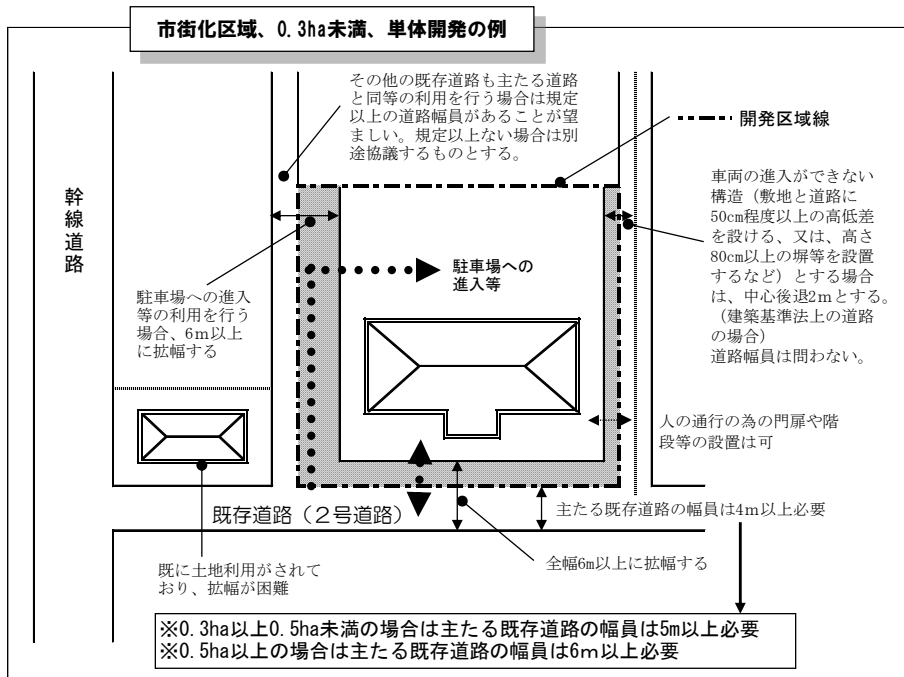 市街化区域、0.3ha未満、単体開発の例
その他の既存道路も主たる道路
と同等の利用を行う場合は規定
以上の道路幅員があることが望
ましい。規定以上ない場合は別
途協議するものとする。
開発区域線
幹線道路
車両の進入ができない
構造（敷地と道路に
50cm程度以上の高低差
を設ける、又は、高さ
80cm以上の塀等を設置
するなど）とする場合
は、中心後退2ｍとする。
（建築基準法上の道路
の場合）
道路幅員は問わない。
駐車場への
進入等
駐車場への進入
等の利用を行う
場合、6m以上
に拡幅する
人の通行の為の門扉や階
段等の設置は可
既存道路（２号道路）
主たる既存道路の幅員は4ｍ以上必要
全幅6m以上に拡幅する
既に土地利用がされて
おり、拡幅が困難
※0.3ha以上0.5ha未満の場合は主たる既存道路の幅員は5m以上必要
※0.5ha以上の場合は主たる既存道路の幅員は6ｍ以上必要